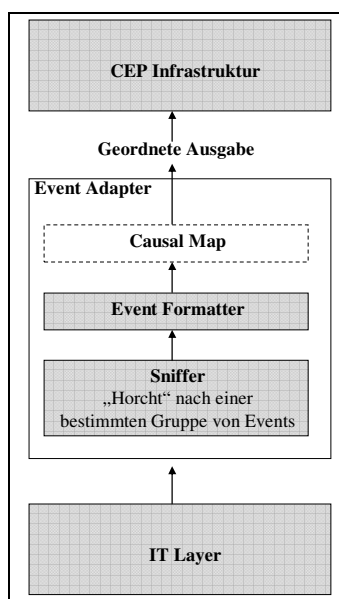 CEP Infrastruktur
Geordnete Ausgabe
Event Adapter
Causal Map
Event Formatter
Sniffer
„Horcht“ nach einer
bestimmten Gruppe von Events
IT Layer